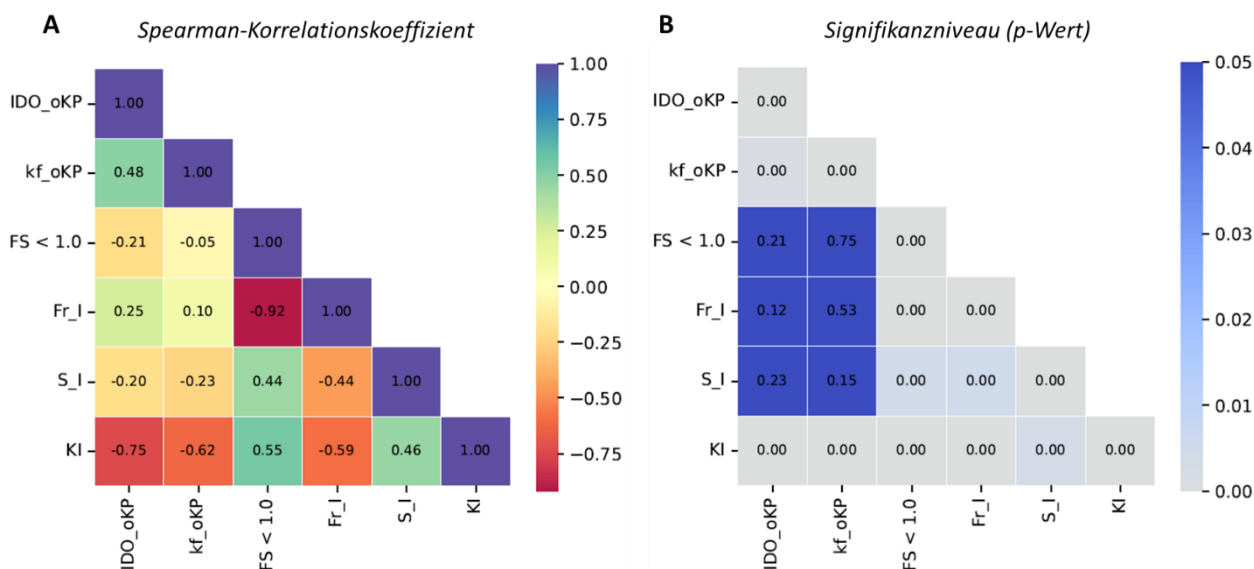 A Spearman-Korrelationskoeffizient
IDO_oKP 1.00
kf_oKP 0.48 1.00
FS < 1.0 -0.21 -0.05 1.00
Fr_I 0.25 0.10 -0.92 1.00
S_I -0.20 -0.23 0.44 -0.44 1.00
KI -0.75 -0.62 0.55 -0.59 0.46 1.00
IDO_oKP kf_oKP FS < 1.0 Fr_I S_I KI
1.00
0.75
0.50
0.25
0.00
−0.25
−0.50
−0.75
B Signifikanzniveau (p-Wert)
IDO_oKP 0.00
kf_oKP 0.00 0.00
FS < 1.0 0.21 0.75 0.00
Fr_I 0.12 0.53 0.00 0.00
S_I 0.23 0.15 0.00 0.00 0.00
KI 0.00 0.00 0.00 0.00 0.00 0.00
IDO_oKP kf_oKP FS < 1.0 Fr_I S_I KI
0.05
0.04
0.03
0.02
0.01
0.00